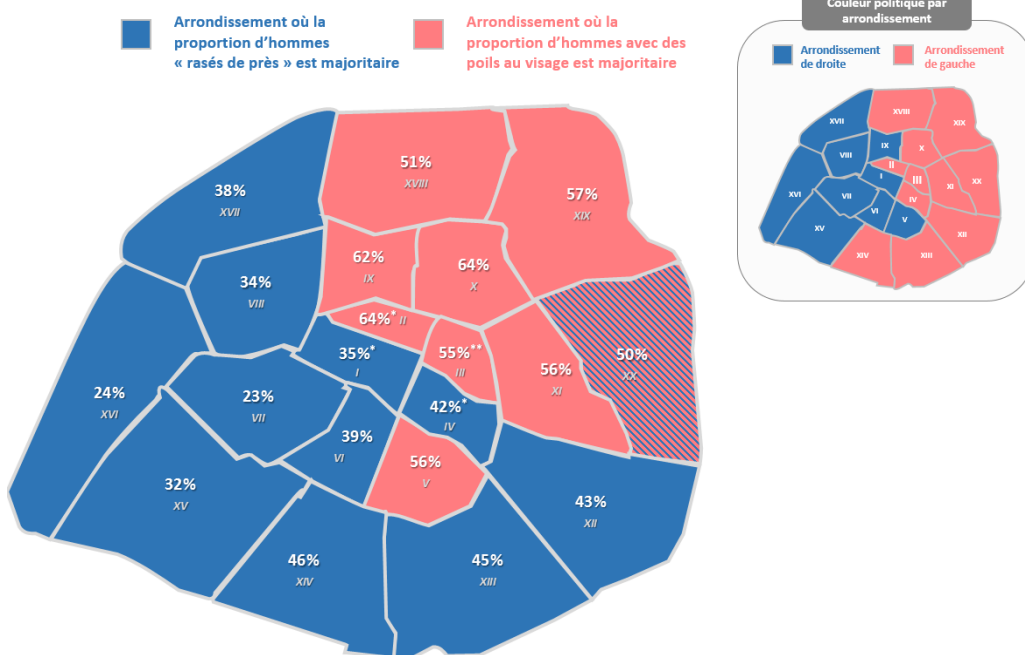 Arrondissement où la
proportion d'hommes
« rasés de près » est majoritaire
Arrondissement où la
proportion d'hommes avec des
poils au visage est majoritaire
Couleur politique par
arrondissement
Arrondissement
de droite
Arrondissement
de gauche
XVII
XVIII
XIX
VIII
IX
X
II
I
III
XX
XI
XVI
VII
IV
VI
V
XV
XII
XIV
XIII
51%
XVIII
38%
XVII
57%
XIX
62%
IX
64%
X
34%
VIII
64%* II
35%*
I
55%**
III
50%
XX
56%
XI
24%
XVI
23%
VII
42%*
IV
39%
VI
56%
V
32%
XV
43%
XII
46%
XIV
45%
XIII